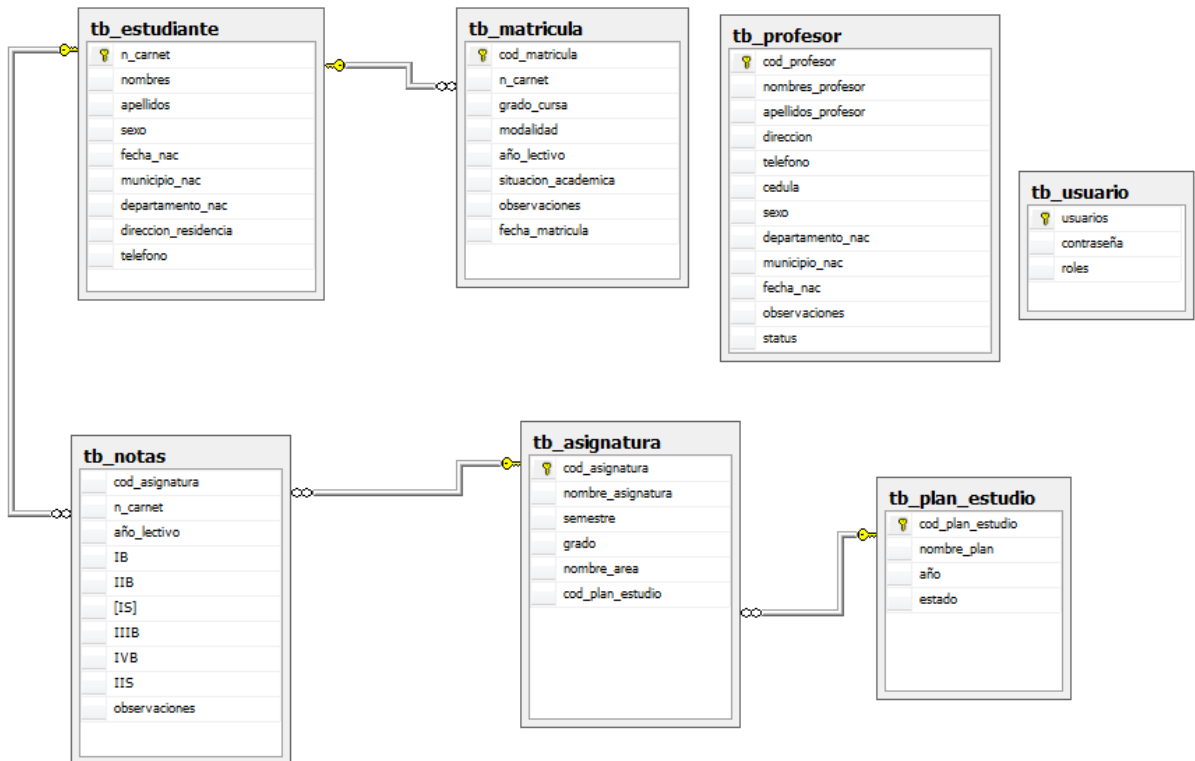 tb_estudiante
n_carnet
nombres
apellidos
sexo
fecha_nac
municipio_nac
departamento_nac
direccion_residencia
telefono
tb_matricula
cod_matricula
n_carnet
grado_cursa
modalidad
año_lectivo
situacion_academica
observaciones
fecha_matricula
tb_profesor
cod_profesor
nombres_profesor
apellidos_profesor
direccion
telefono
cedula
sexo
departamento_nac
municipio_nac
fecha_nac
observaciones
status
tb_usuario
usuarios
contraseña
roles
tb_notas
cod_asignatura
n_carnet
año_lectivo
IB
IIB
[IS]
IIIB
IVB
IIS
observaciones
tb_asignatura
cod_asignatura
nombre_asignatura
semestre
grado
nombre_area
cod_plan_estudio
tb_plan_estudio
cod_plan_estudio
nombre_plan
año
estado